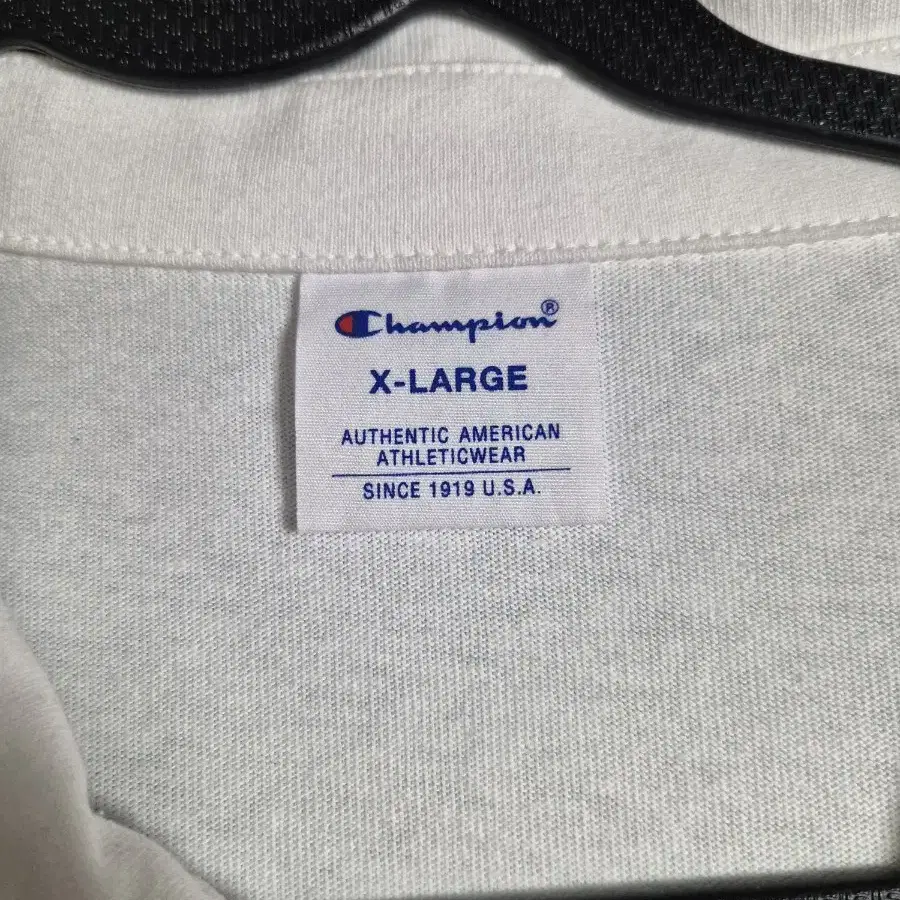 Champion®
X-LARGE
AUTHENTIC AMERICAN
ATHLETICWEAR
SINCE 1919 U.S.A.